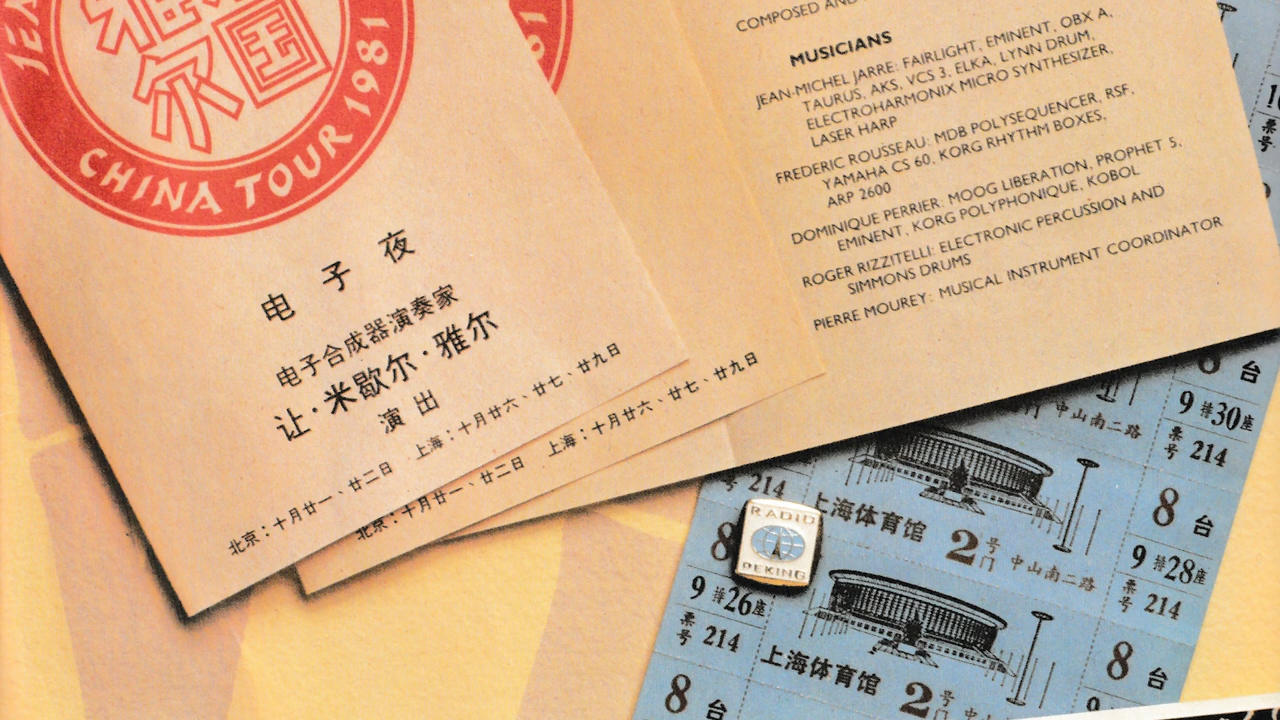 雅
尔 国
CHINA TOUR 1981
电子夜
电子合成器演奏家
让·米歇尔·雅尔
演出
北京：十月廿一、廿二日 上海：十月廿六、廿七、廿九日
北京：十月廿一、廿二日 上海：十月廿六、廿七、廿九日
COMPOSED AND
MUSICIANS
JEAN-MICHEL JARRE: FAIRLIGHT, EMINENT, OBX A,
TAURUS, AKS, VCS 3, ELKA, LYNN DRUM,
ELECTROHARMONIX MICRO SYNTHESIZER,
LASER HARP
FREDERIC ROUSSEAU: MDB POLYSEQUENCER, RSF,
YAMAHA CS 60, KORG RHYTHM BOXES,
ARP 2600
DOMINIQUE PERRIER: MOOG LIBERATION, PROPHET 5,
EMINENT, KORG POLYPHONIQUE, KOBOL
ROGER RIZZITELLI: ELECTRONIC PERCUSSION AND
SIMMONS DRUMS
PIERRE MOUREY: MUSICAL INSTRUMENT COORDINATOR
票号
8 台
中山南二路
9排30座
票号 214
票号 214
上海体育馆 2号门 中山南二路
8 台
8
9排28座
票号 214
RADIO
PEKING
9排26座
票号 214
上海体育馆 2号门
8 台
8 台